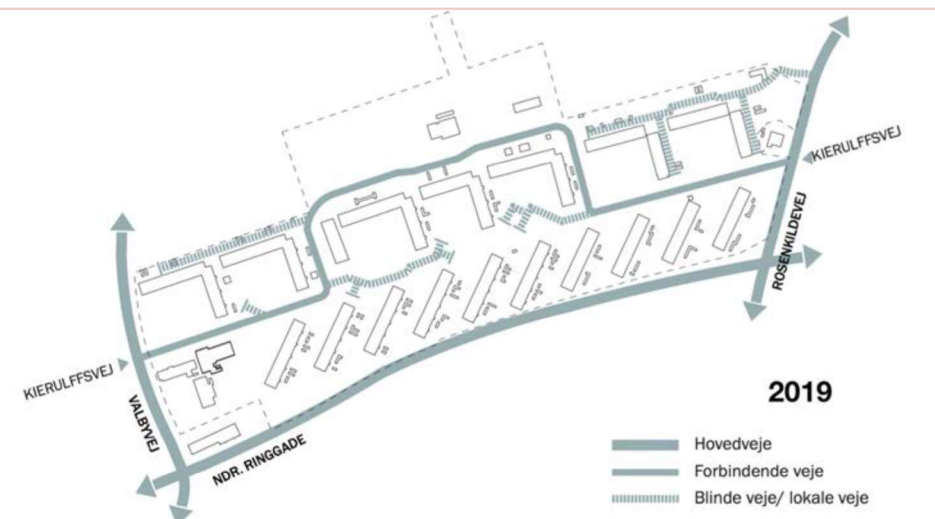 KIERULFFSVEJ
ROSENKILDEVEJ
KIERULFFSVEJ
VALBYVEJ
NDR. RINGGADE
2019
Hovedveje
Forbindende veje
Blinde veje/ lokale veje